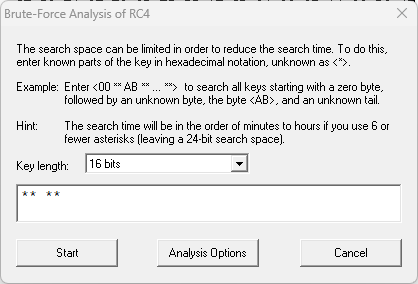 Brute-Force Analysis of RC4
The search space can be limited in order to reduce the search time. To do this,
enter known parts of the key in hexadecimal notation, unknown as <*>.
Example: Enter <00 ** AB ** ... **> to search all keys starting with a zero byte,
followed by an unknown byte, the byte <AB>, and an unknown tail.
Hint: The search time will be in the order of minutes to hours if you use 6 or
fewer asterisks (leaving a 24-bit search space).
Key length: 16 bits
** **
Start Analysis Options Cancel